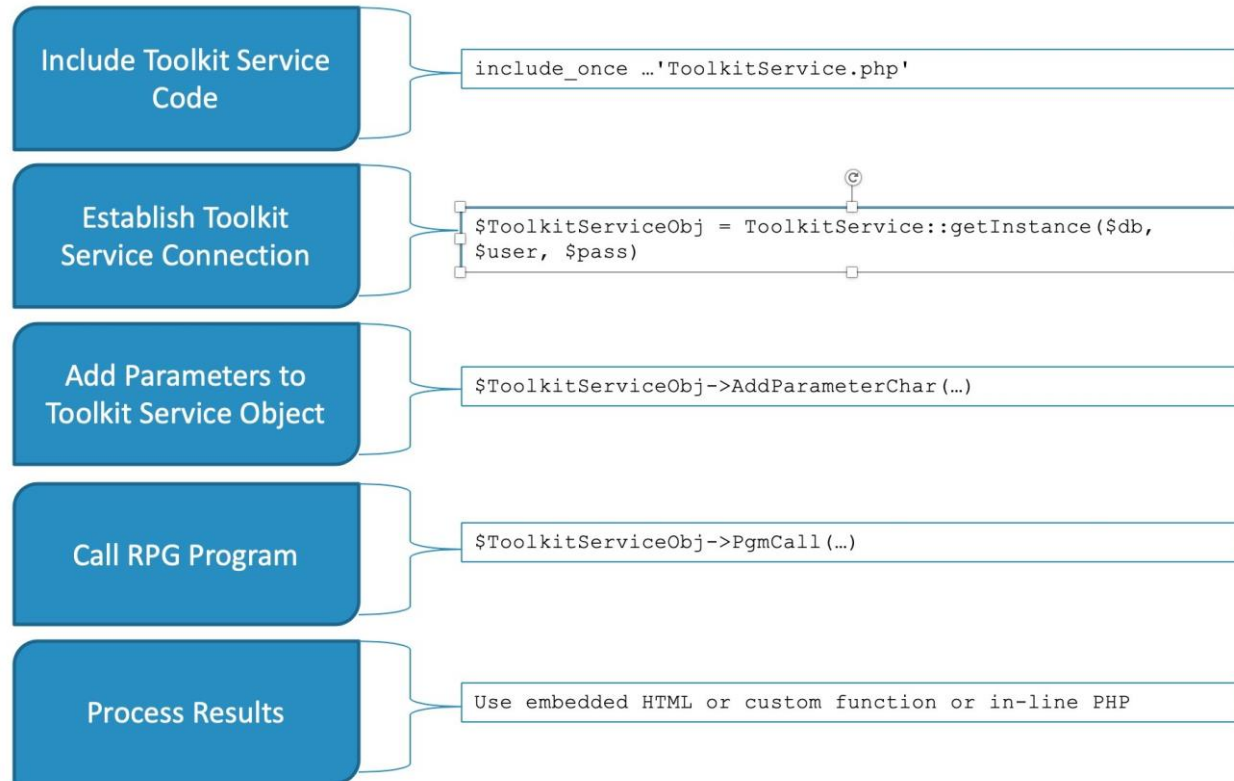 Include Toolkit Service
Code
include_once …'ToolkitService.php'
Establish Toolkit
Service Connection
$ToolkitServiceObj = ToolkitService::getInstance($db,
$user, $pass)
Add Parameters to
Toolkit Service Object
$ToolkitServiceObj->AddParameterChar(…)
Call RPG Program
$ToolkitServiceObj->PgmCall(…)
Process Results
Use embedded HTML or custom function or in-line PHP